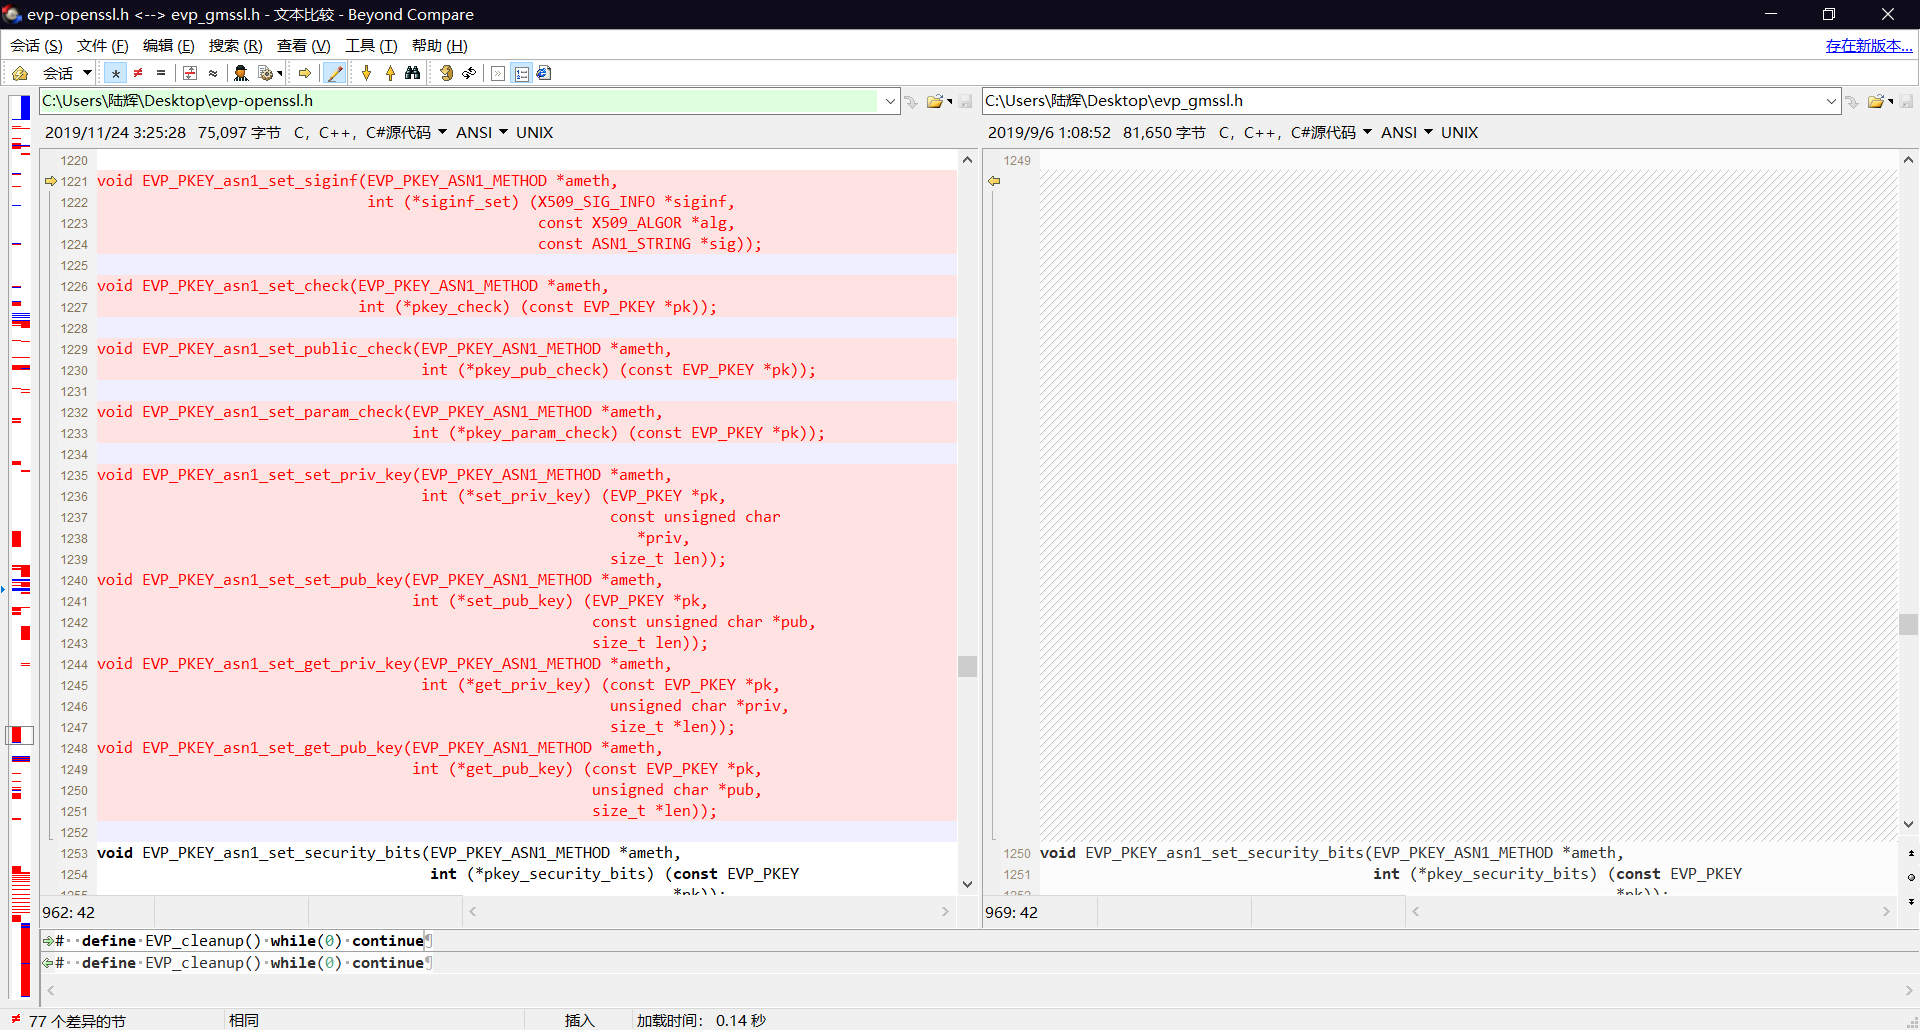 evp-openssl.h <--> evp_gmssl.h - 文本比较 - Beyond Compare
会话 (S) 文件 (F) 编辑 (E) 搜索 (R) 查看 (V) 工具 (T) 帮助 (H) 存在新版本...
会话
C:\Users\陆辉\Desktop\evp-openssl.h
2019/11/24 3:25:28 75,097 字节 C, C++, C#源代码 ANSI UNIX
1220
1221 void EVP_PKEY_asn1_set_siginf(EVP_PKEY_ASN1_METHOD *ameth,
1222 int (*siginf_set) (X509_SIG_INFO *siginf,
1223 const X509_ALGOR *alg,
1224 const ASN1_STRING *sig));
1225
1226 void EVP_PKEY_asn1_set_check(EVP_PKEY_ASN1_METHOD *ameth,
1227 int (*pkey_check) (const EVP_PKEY *pk));
1228
1229 void EVP_PKEY_asn1_set_public_check(EVP_PKEY_ASN1_METHOD *ameth,
1230 int (*pkey_pub_check) (const EVP_PKEY *pk));
1231
1232 void EVP_PKEY_asn1_set_param_check(EVP_PKEY_ASN1_METHOD *ameth,
1233 int (*pkey_param_check) (const EVP_PKEY *pk));
1234
1235 void EVP_PKEY_asn1_set_set_priv_key(EVP_PKEY_ASN1_METHOD *ameth,
1236 int (*set_priv_key) (EVP_PKEY *pk,
1237 const unsigned char
1238 *priv,
1239 size_t len));
1240 void EVP_PKEY_asn1_set_set_pub_key(EVP_PKEY_ASN1_METHOD *ameth,
1241 int (*set_pub_key) (EVP_PKEY *pk,
1242 const unsigned char *pub,
1243 size_t len));
1244 void EVP_PKEY_asn1_set_get_priv_key(EVP_PKEY_ASN1_METHOD *ameth,
1245 int (*get_priv_key) (const EVP_PKEY *pk,
1246 unsigned char *priv,
1247 size_t *len));
1248 void EVP_PKEY_asn1_set_get_pub_key(EVP_PKEY_ASN1_METHOD *ameth,
1249 int (*get_pub_key) (const EVP_PKEY *pk,
1250 unsigned char *pub,
1251 size_t *len));
1252
1253 void EVP_PKEY_asn1_set_security_bits(EVP_PKEY_ASN1_METHOD *ameth,
1254 int (*pkey_security_bits) (const EVP_PKEY
1255 *pk));
962: 42
C:\Users\陆辉\Desktop\evp_gmssl.h
2019/9/6 1:08:52 81,650 字节 C, C++, C#源代码 ANSI UNIX
1249
1250 void EVP_PKEY_asn1_set_security_bits(EVP_PKEY_ASN1_METHOD *ameth,
1251 int (*pkey_security_bits) (const EVP_PKEY
1252 *pk));
969: 42
#··define·EVP_cleanup()·while(0)·continue¶
#··define·EVP_cleanup()·while(0)·continue¶
77 个差异的节 相同 插入 加载时间: 0.14 秒